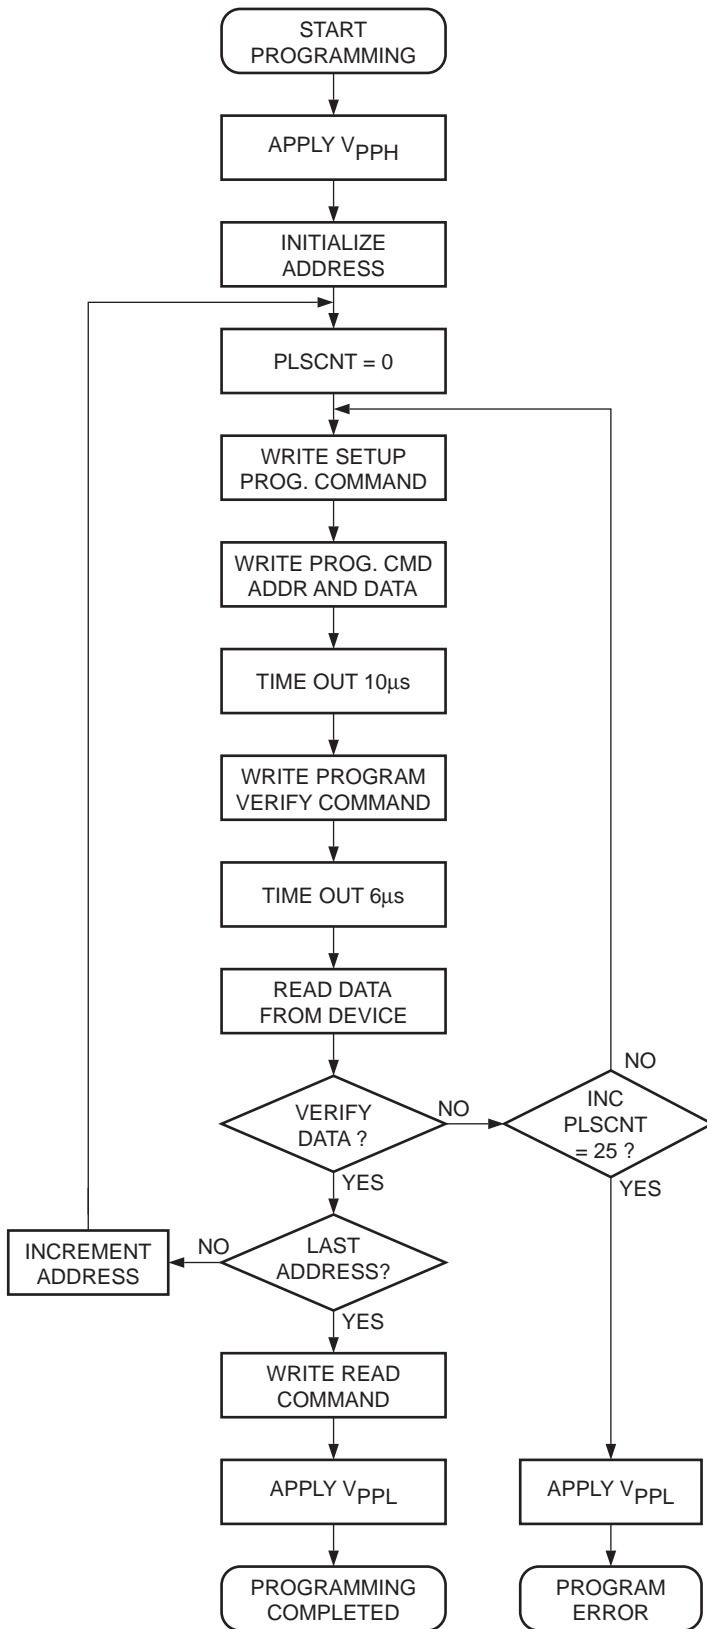 START
PROGRAMMING
APPLY VPPH
INITIALIZE
ADDRESS
PLSCNT = 0
WRITE SETUP
PROG. COMMAND
WRITE PROG. CMD
ADDR AND DATA
TIME OUT 10µs
WRITE PROGRAM
VERIFY COMMAND
TIME OUT 6µs
READ DATA
FROM DEVICE
VERIFY
DATA ?
NO
YES
INC
PLSCNT
= 25 ?
NO
YES
LAST
ADDRESS?
NO
YES
INCREMENT
ADDRESS
WRITE READ
COMMAND
APPLY VPPL
APPLY VPPL
PROGRAMMING
COMPLETED
PROGRAM
ERROR